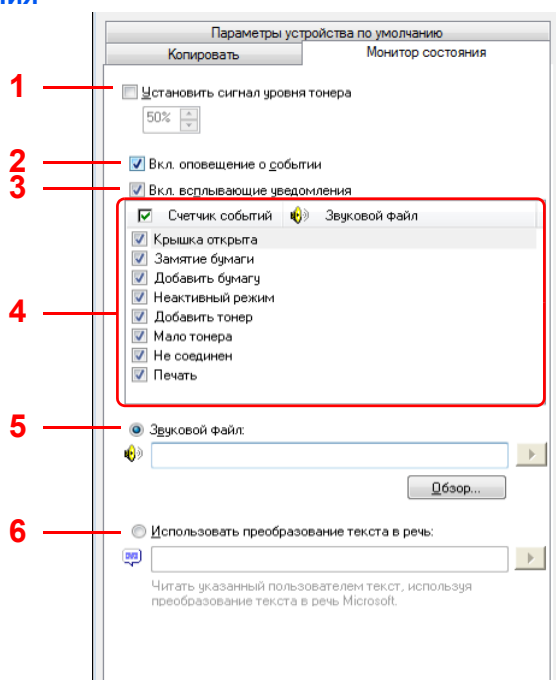 Параметры устройства по умолчанию
Копировать Монитор состояния
1 Установить сигнал уровня тонера
50%
2 Вкл. оповещение о событии
3 Вкл. всплывающие уведомления
Счетчик событий Звуковой файл
Крышка открыта
Замятие бумаги
Добавить бумагу
Неактивный режим
4 Добавить тонер
Мало тонера
Не соединен
Печать
5 Звуковой файл:
Обзор...
6 Использовать преобразование текста в речь:
Читать указанный пользователем текст, используя
преобразование текста в речь Microsoft.